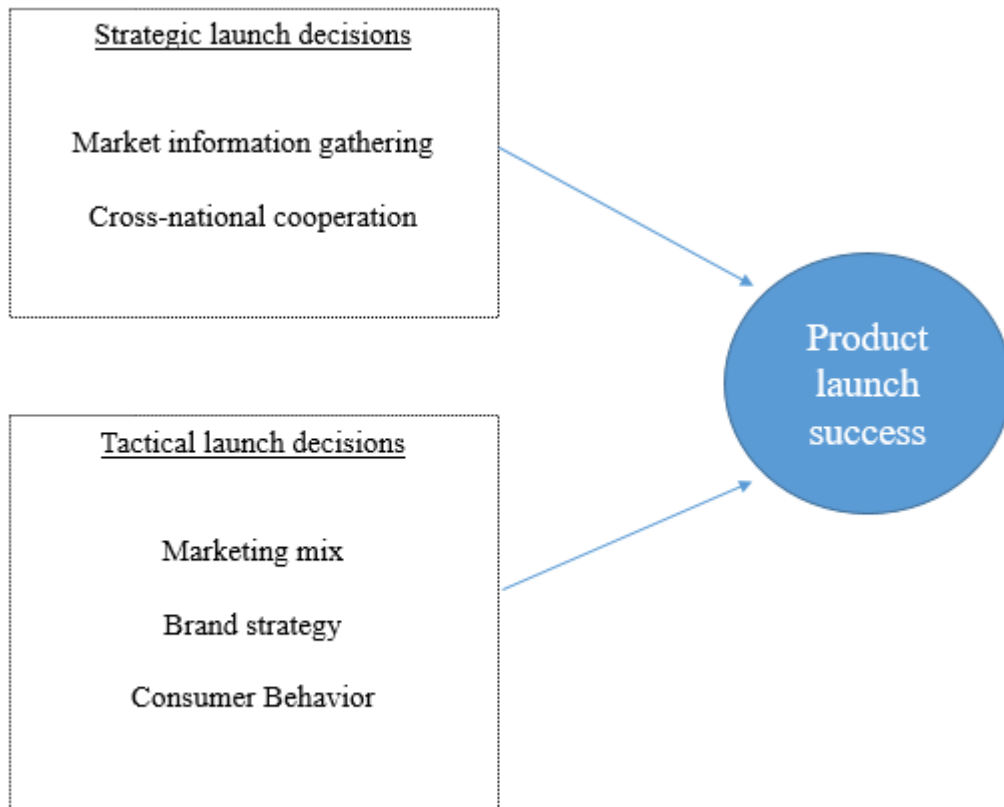 Strategic launch decisions
Market information gathering
Cross-national cooperation
Product
launch
success
Tactical launch decisions
Marketing mix
Brand strategy
Consumer Behavior